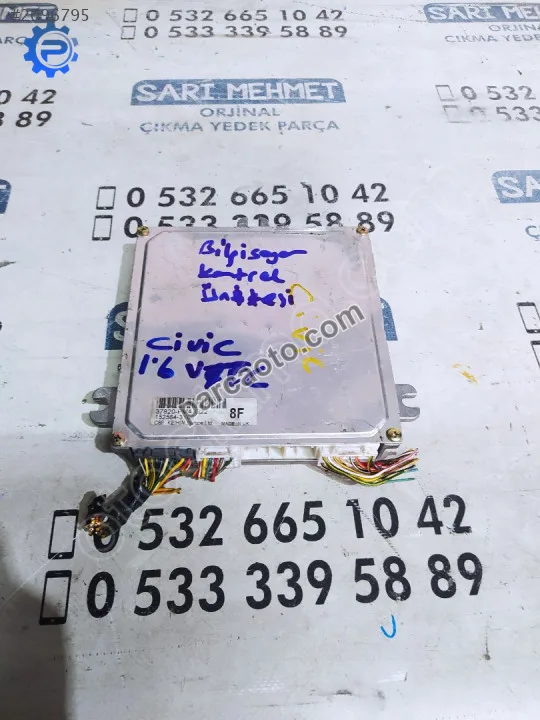 SARİ MEHMET
ORJİNAL
ÇIKMA YEDEK PARÇA
0 532
0 533
10 42
8 89
0 532 665 10 42
0 533 339 58 89
SARİ MEHMET
ORJİNAL
ÇIKMA YEDEK PARÇA
0 532 665 10 42
0 533 339 58 89
Bilgisayar
kontrol
Ünitesi
Civic
Civic
1.6 VTEC
parcaoto.com
8F
0 532 665 10 42
0 533 339 58 89